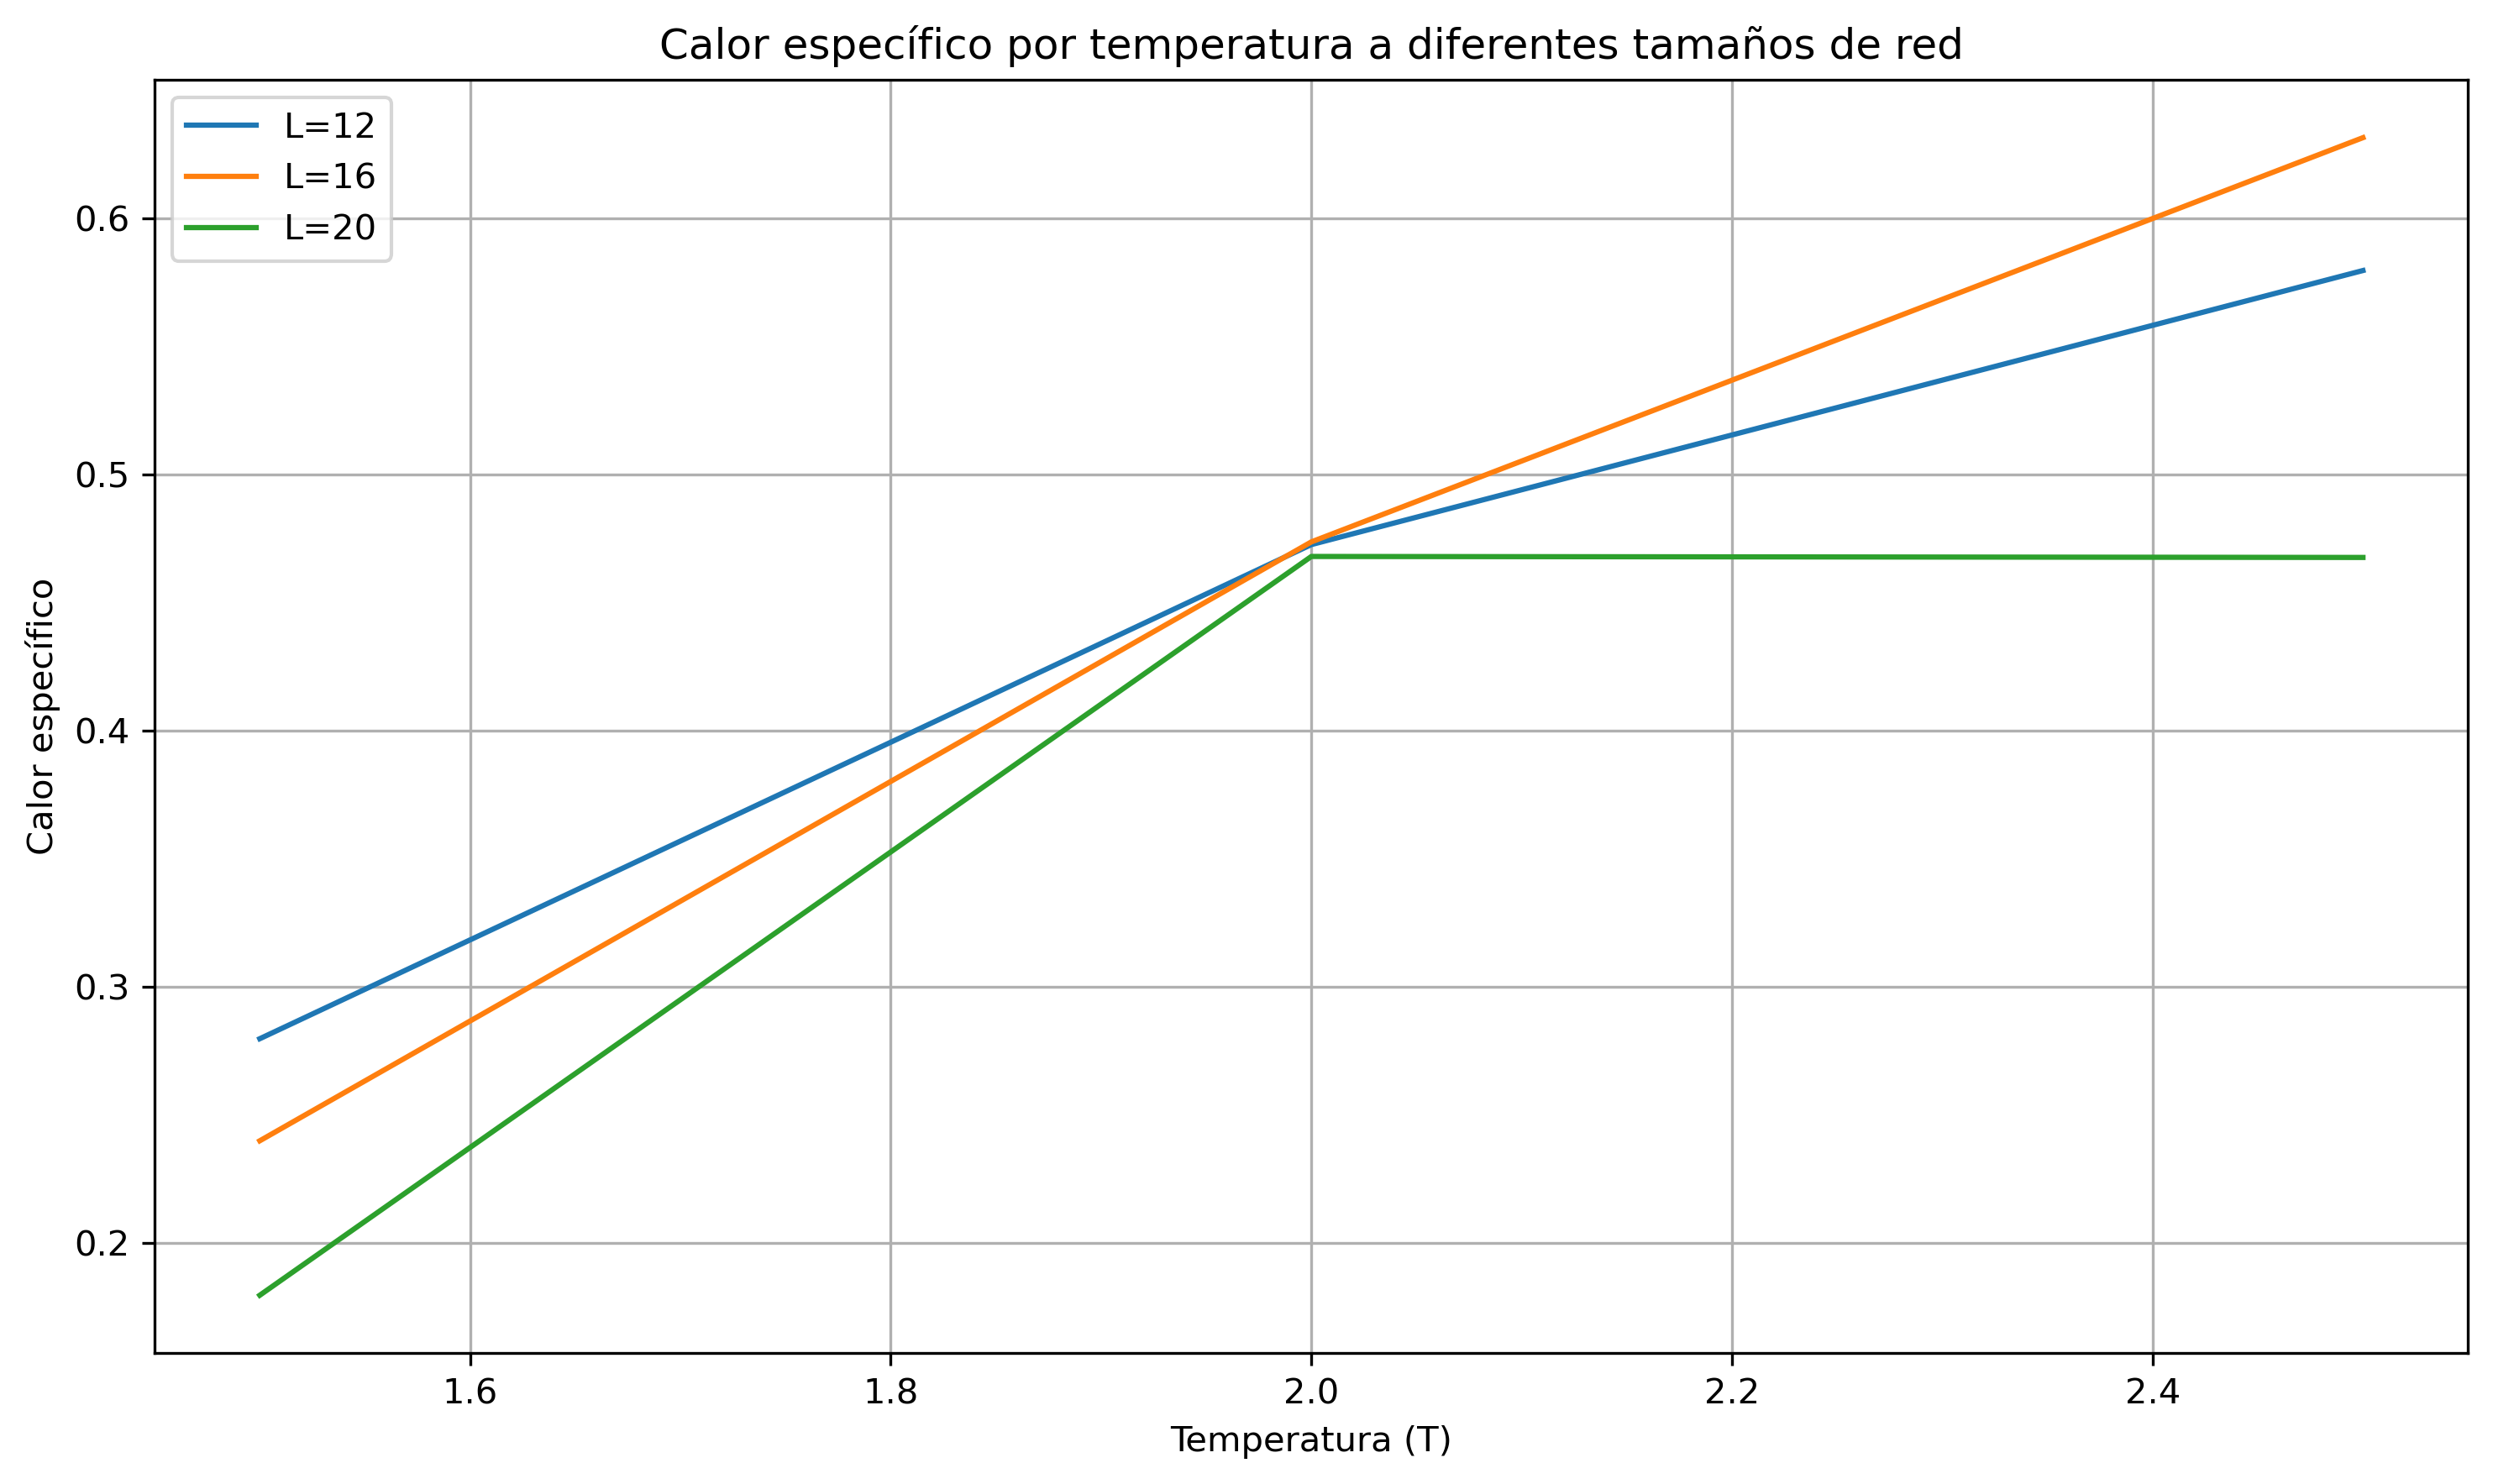 Calor específico por temperatura a diferentes tamaños de red
L=12
L=16
L=20
0.6
0.5
0.4
0.3
0.2
Calor específico
1.6 1.8 2.0 2.2 2.4
Temperatura (T)